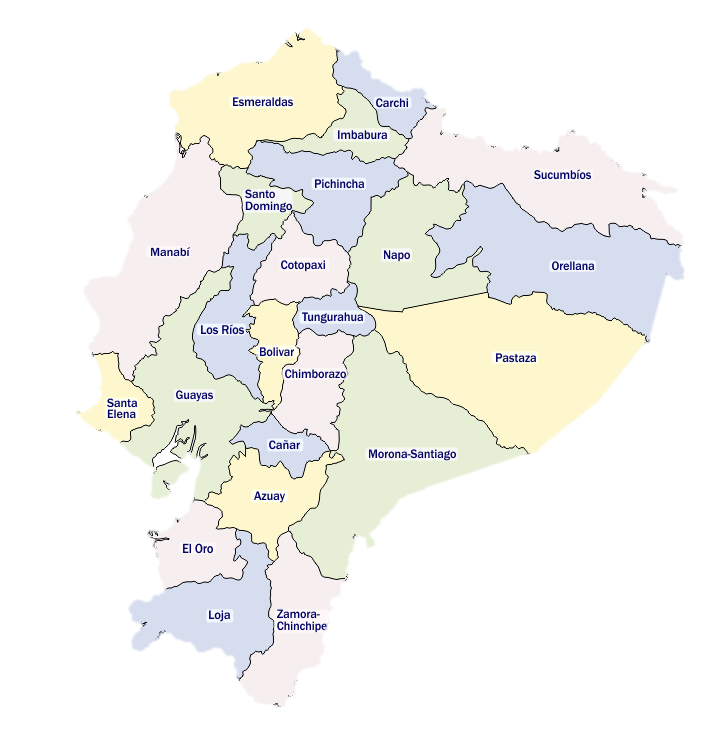 Esmeraldas
Carchi
Imbabura
Sucumbíos
Pichincha
Santo
Domingo
Manabí
Napo
Cotopaxi
Orellana
Tungurahua
Los Ríos
Bolivar
Pastaza
Chimborazo
Guayas
Santa
Elena
Cañar
Morona-Santiago
Azuay
El Oro
Loja
Zamora-
Chinchipe